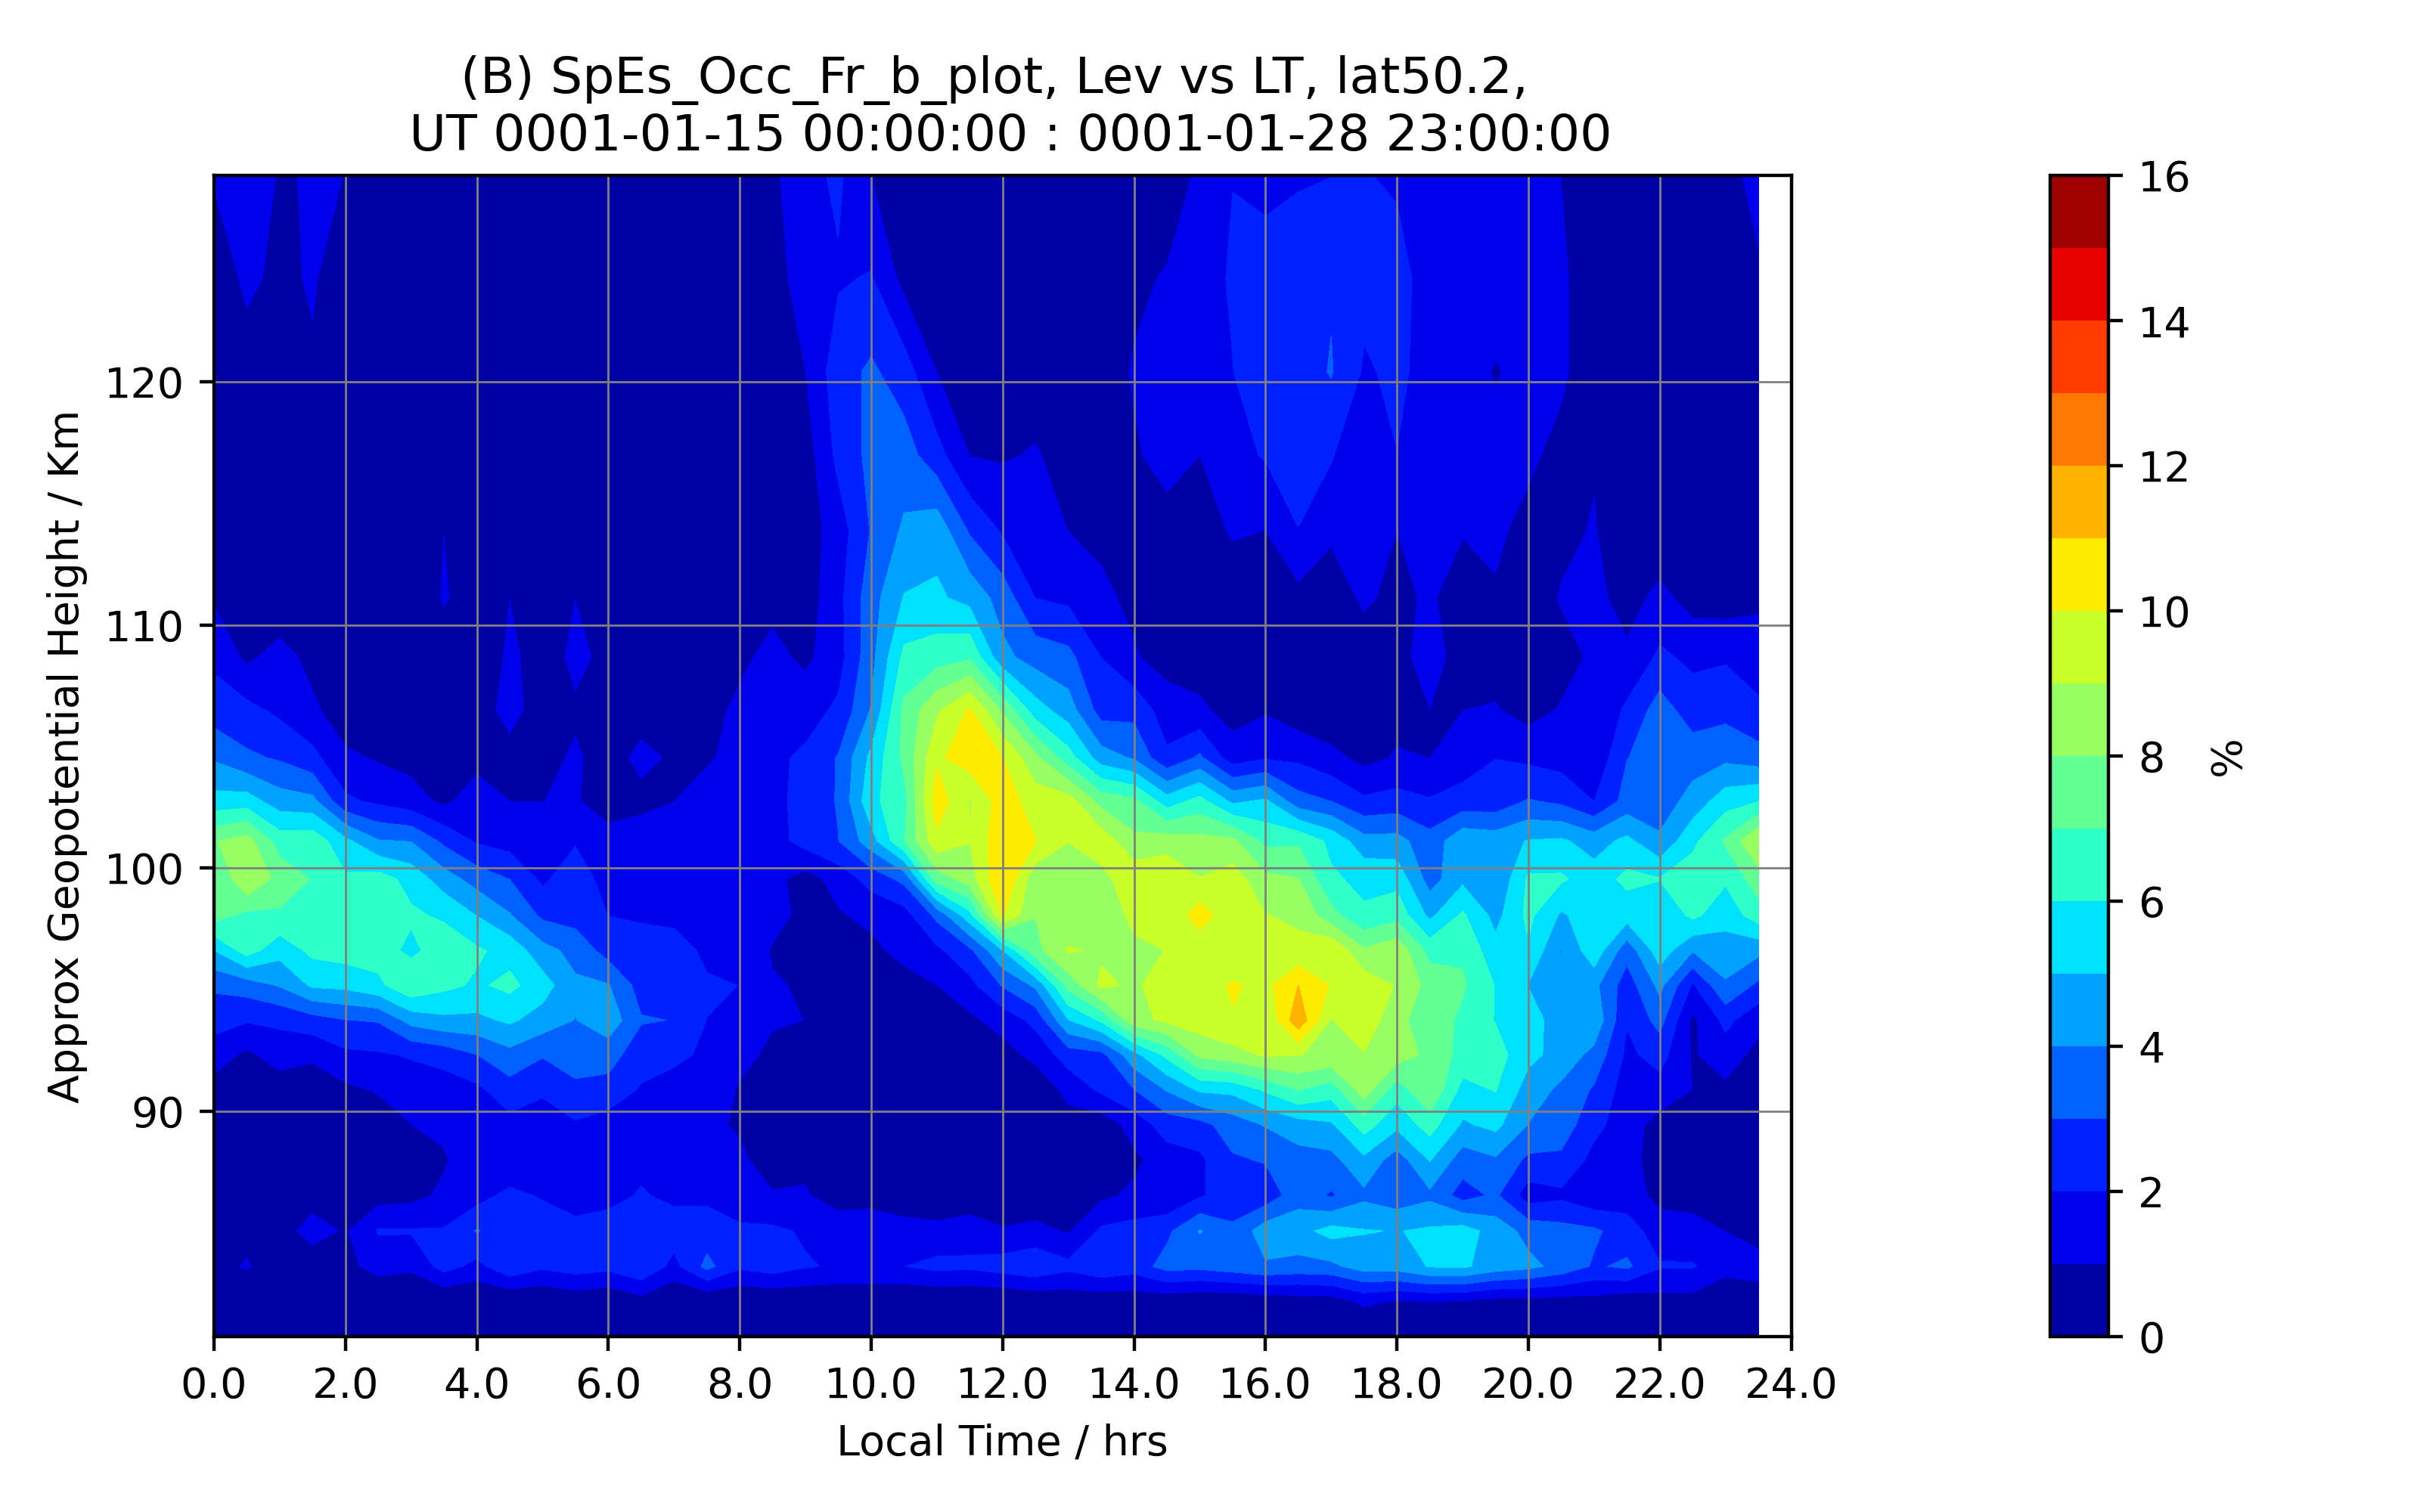 (B) SpEs_Occ_Fr_b_plot, Lev vs LT, lat50.2,
UT 0001-01-15 00:00:00 : 0001-01-28 23:00:00
Approx Geopotential Height / Km
120
110
100
90
0.0 2.0 4.0 6.0 8.0 10.0 12.0 14.0 16.0 18.0 20.0 22.0 24.0
Local Time / hrs
16
14
12
10
8
6
4
2
0
%